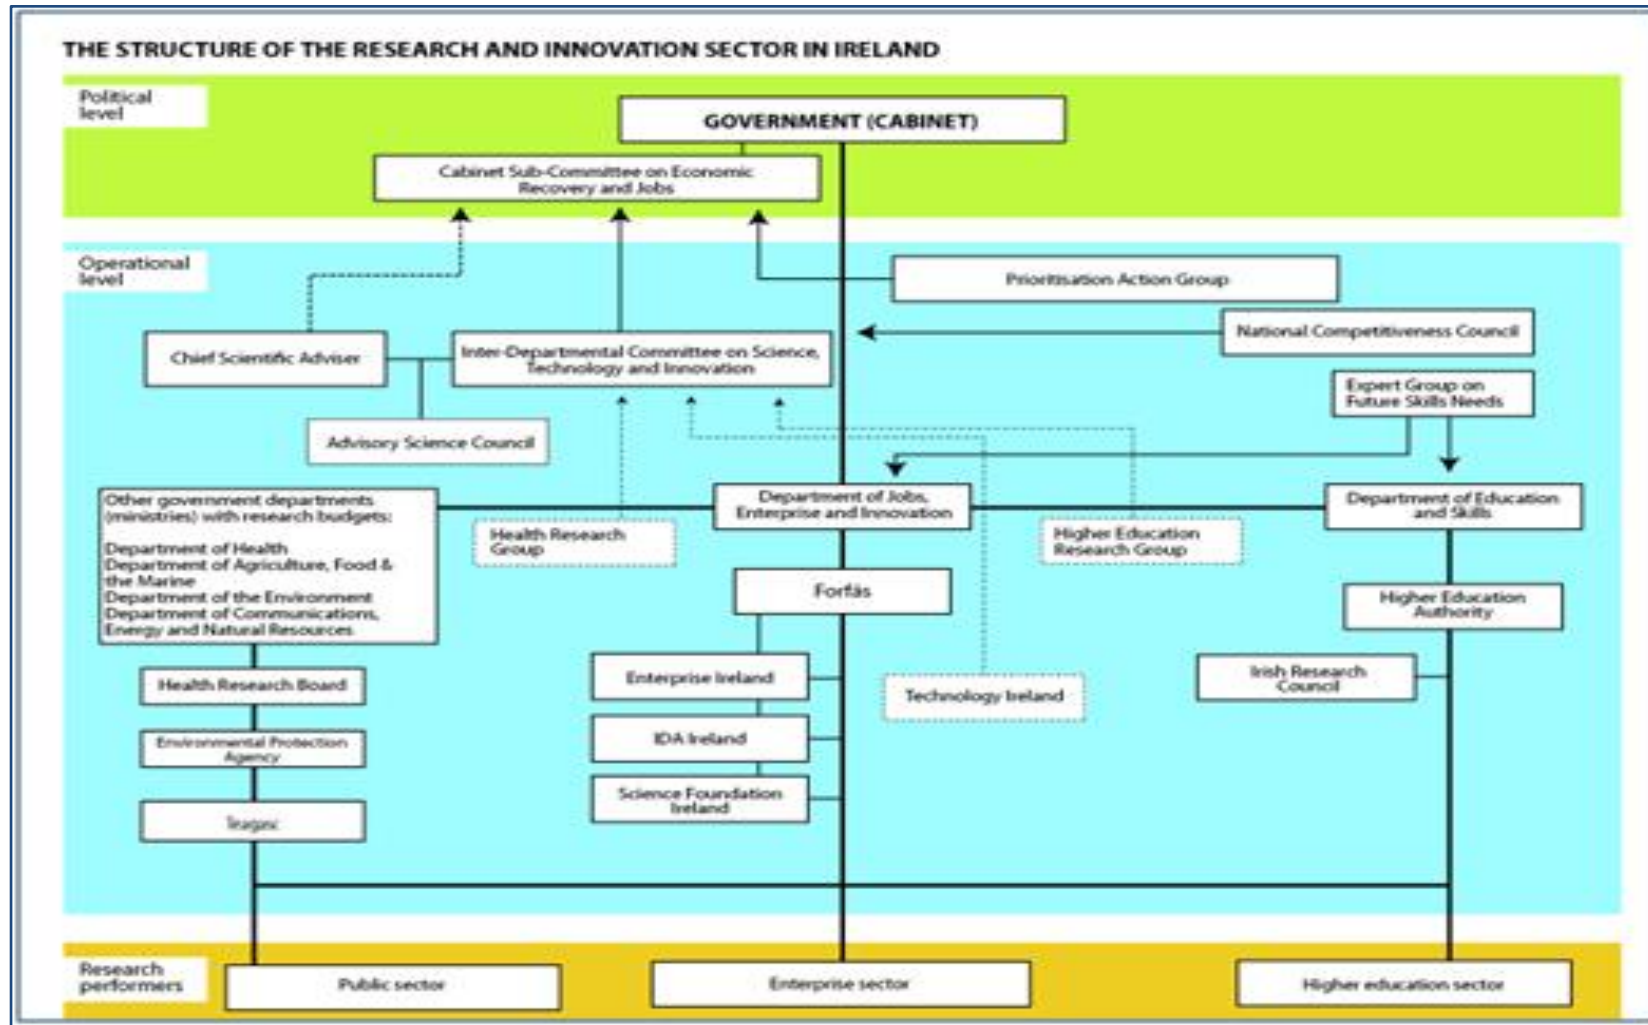 THE STRUCTURE OF THE RESEARCH AND INNOVATION SECTOR IN IRELAND
Political
level
GOVERNMENT (CABINET)
Cabinet Sub-Committee on Economic
Recovery and Jobs
Operational
level
Prioritisation Action Group
National Competitiveness Council
Chief Scientific Adviser
Inter-Departmental Committee on Science,
Technology and Innovation
Expert Group on
Future Skills Needs
Advisory Science Council
Other government departments
(ministries) with research budgets:
Department of Health
Department of Agriculture, Food &
the Marine
Department of the Environment
Department of Communications,
Energy and Natural Resources
Department of Jobs,
Enterprise and Innovation
Department of Education
and Skills
Health Research
Group
Higher Education
Research Group
Forfás
Higher Education
Authority
Health Research Board
Enterprise Ireland
Technology Ireland
Irish Research
Council
Environmental Protection
Agency
IDA Ireland
Science Foundation
Ireland
Teagasc
Research
performers
Public sector
Enterprise sector
Higher education sector